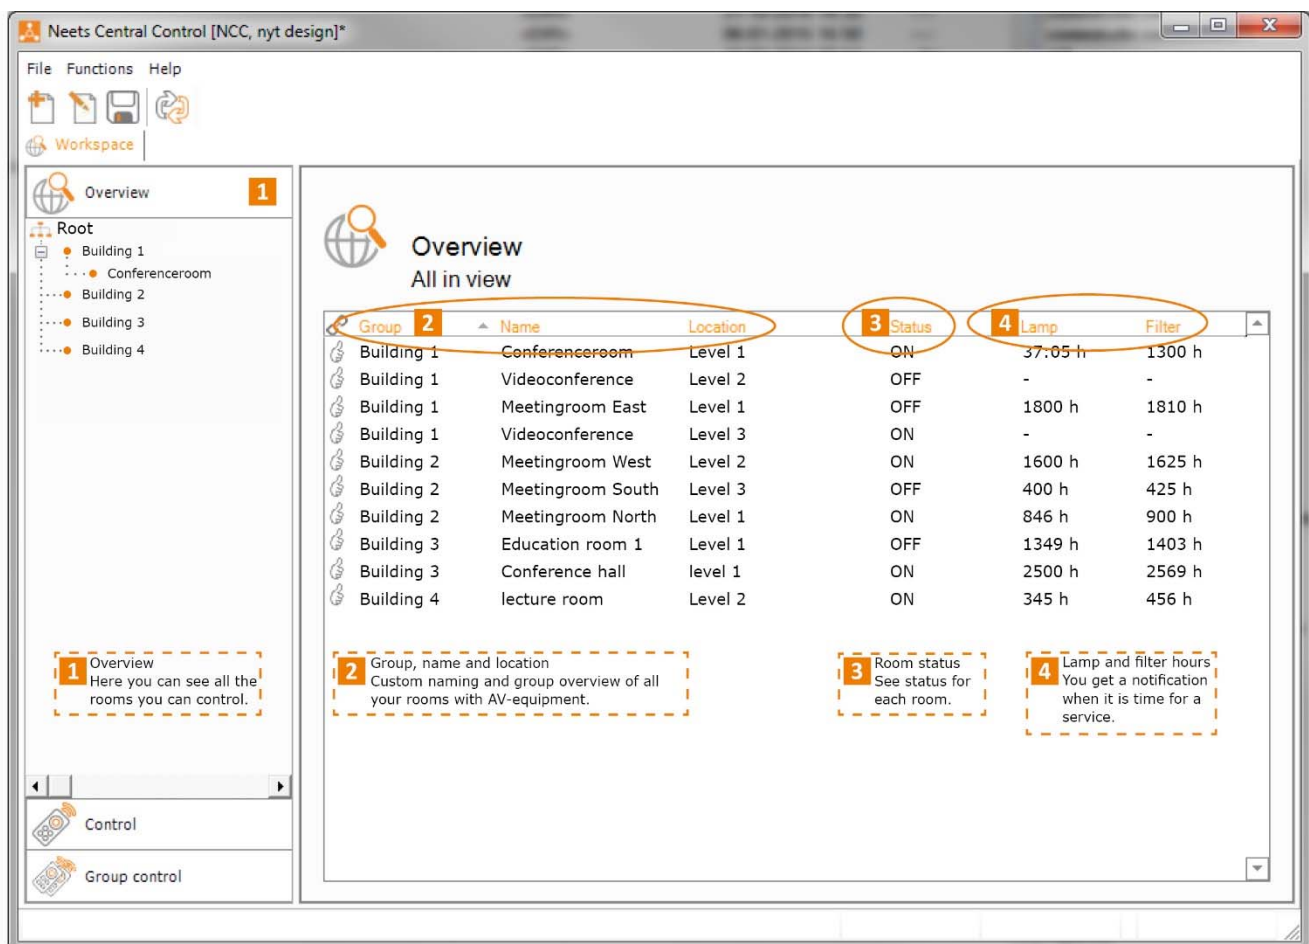 Neets Central Control [NCC, nyt design]*
File Functions Help
Workspace
Overview 1
Root
Building 1
Conferenceroom
Building 2
Building 3
Building 4
Overview
All in view
Group 2 Name Location 3 Status 4 Lamp Filter
Building 1 Conferenceroom Level 1 ON 37:05 h 1300 h
Building 1 Videoconference Level 2 OFF - -
Building 1 Meetingroom East Level 1 OFF 1800 h 1810 h
Building 1 Videoconference Level 3 ON - -
Building 2 Meetingroom West Level 2 ON 1600 h 1625 h
Building 2 Meetingroom South Level 3 OFF 400 h 425 h
Building 2 Meetingroom North Level 1 ON 846 h 900 h
Building 3 Education room 1 Level 1 OFF 1349 h 1403 h
Building 3 Conference hall level 1 ON 2500 h 2569 h
Building 4 lecture room Level 2 ON 345 h 456 h
1 Overview
Here you can see all the
rooms you can control.
2 Group, name and location
Custom naming and group overview of all
your rooms with AV-equipment.
3 Room status
See status for
each room.
4 Lamp and filter hours
You get a notification
when it is time for a
service.
Control
Group control